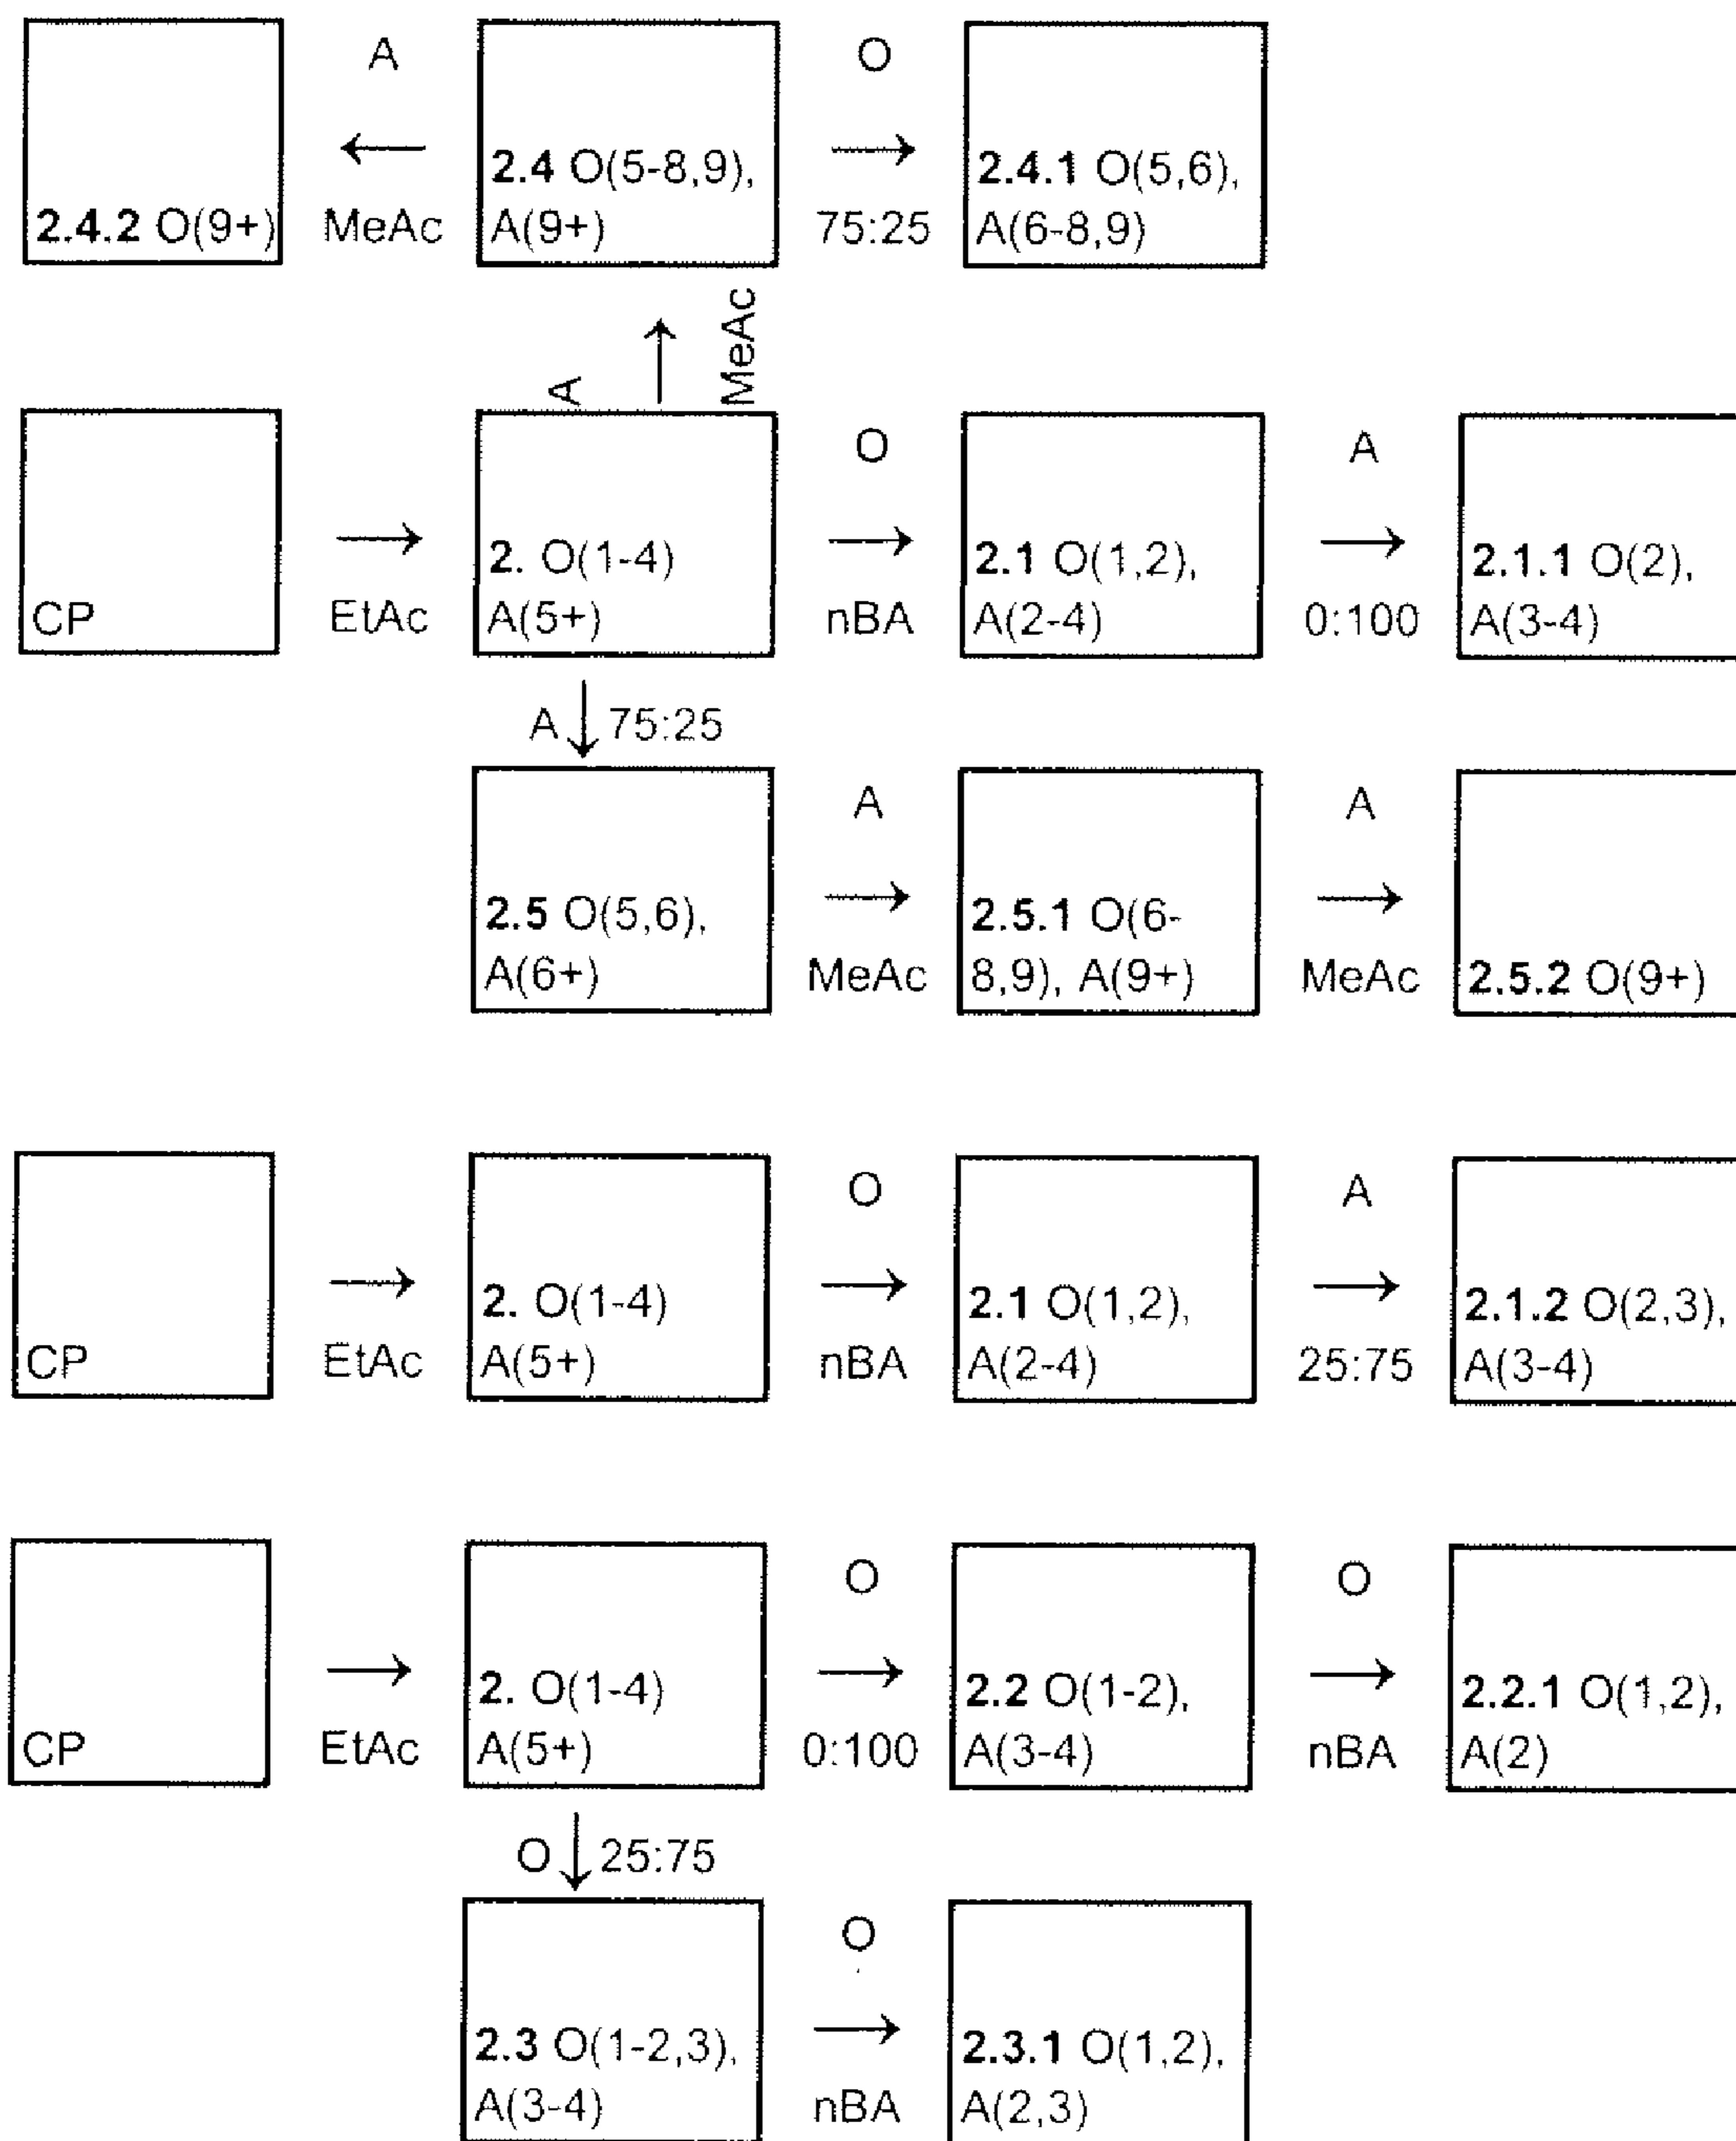 A
O
2.4 O(5-8,9),
2.4.1 O(5,6),
2.4.2 O(9+)
MeAc
A(9+)
75:25
A(6-8,9)
A
MeAc
O
A
2. O(1-4)
2.1 O(1,2),
2.1.1 O(2),
CP
EtAc
A(5+)
nBA
A(2-4)
0:100
A(3-4)
A
75:25
A
A
2.5 O(5,6),
2.5.1 O(6-
A(6+)
MeAc
8,9), A(9+)
MeAc
2.5.2 O(9+)
O
A
2. O(1-4)
2.1 O(1,2),
2.1.2 O(2,3),
CP
EtAc
A(5+)
nBA
A(2-4)
25:75
A(3-4)
O
O
2. O(1-4)
2.2 O(1-2),
2.2.1 O(1,2),
CP
EtAc
A(5+)
0:100
A(3-4)
nBA
A(2)
O
25:75
O
2.3 O(1-2,3),
2.3.1 O(1,2),
A(3-4)
nBA
A(2,3)